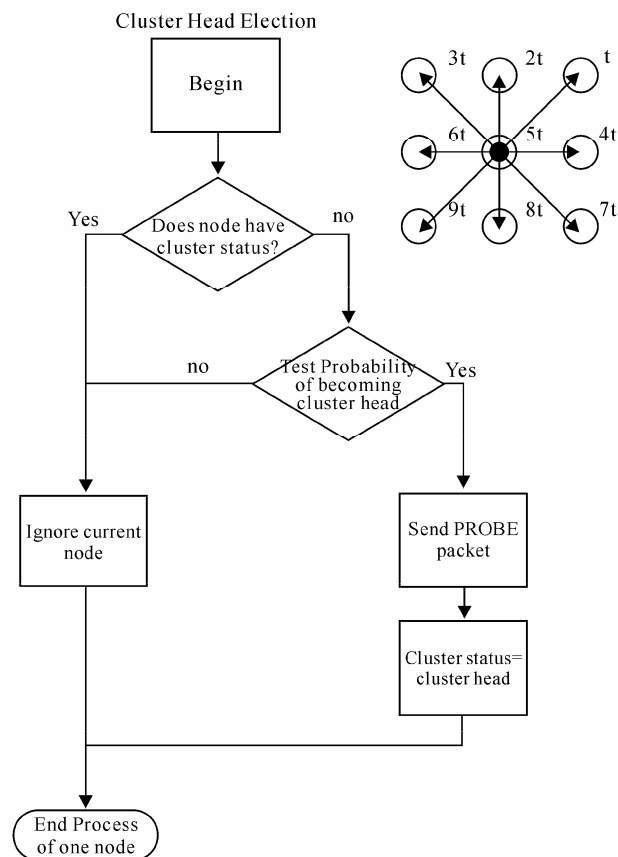 Cluster Head Election
Begin
3t
2t
t
6t
5t
4t
9t
8t
7t
Yes
Does node have
cluster status?
no
no
Test Probability
of becoming
cluster head
Yes
Ignore current
node
Send PROBE
packet
Cluster status=
cluster head
End Process
of one node